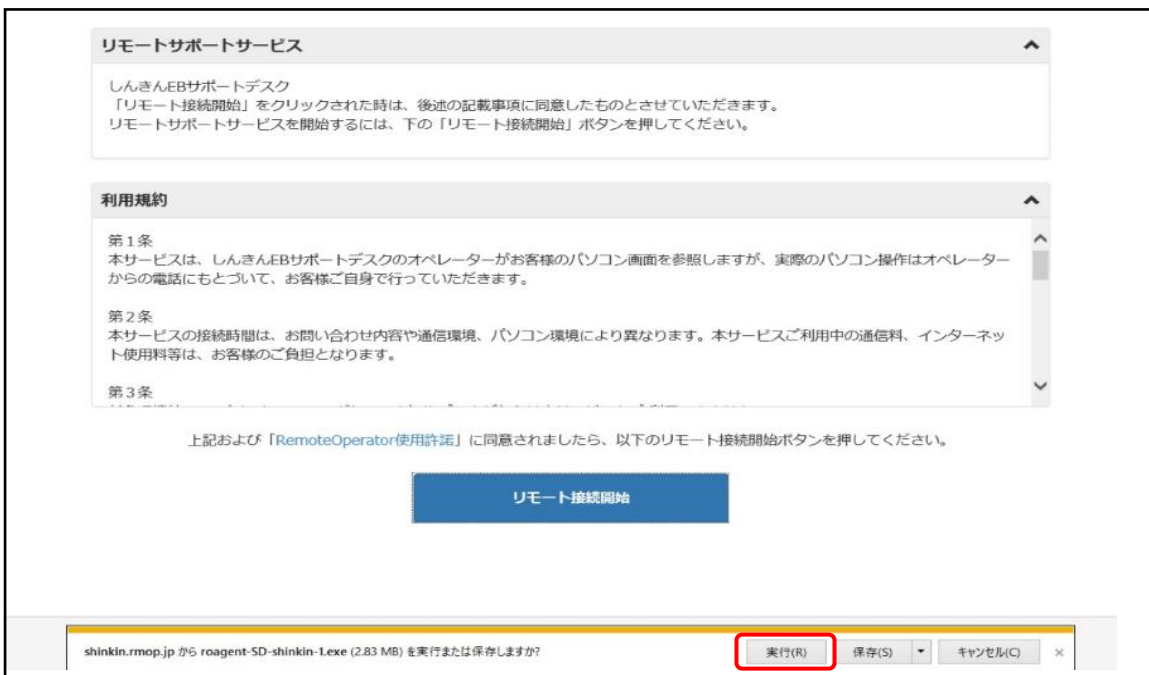 リモートサポートサービス
しんきんEBサポートデスク
「リモート接続開始」をクリックされた時は、後述の記載事項に同意したものとさせていただきます。
リモートサポートサービスを開始するには、下の「リモート接続開始」ボタンを押してください。
利用規約
第1条
本サービスは、しんきんEBサポートデスクのオペレーターがお客様のパソコン画面を参照しますが、実際のパソコン操作はオペレーター
からの電話にもとづいて、お客様ご自身で行っていただきます。
第2条
本サービスの接続時間は、お問い合わせ内容や通信環境、パソコン環境により異なります。本サービスご利用中の通信料、インターネッ
ト使用料等は、お客様のご負担となります。
第3条
上記および「RemoteOperator使用許諾」に同意されましたら、以下のリモート接続開始ボタンを押してください。
リモート接続開始
shinkin.rmop.jp から roagent-SD-shinkin-1.exe (2.83 MB) を実行または保存しますか?
実行(R)
保存(S)
キャンセル(C)